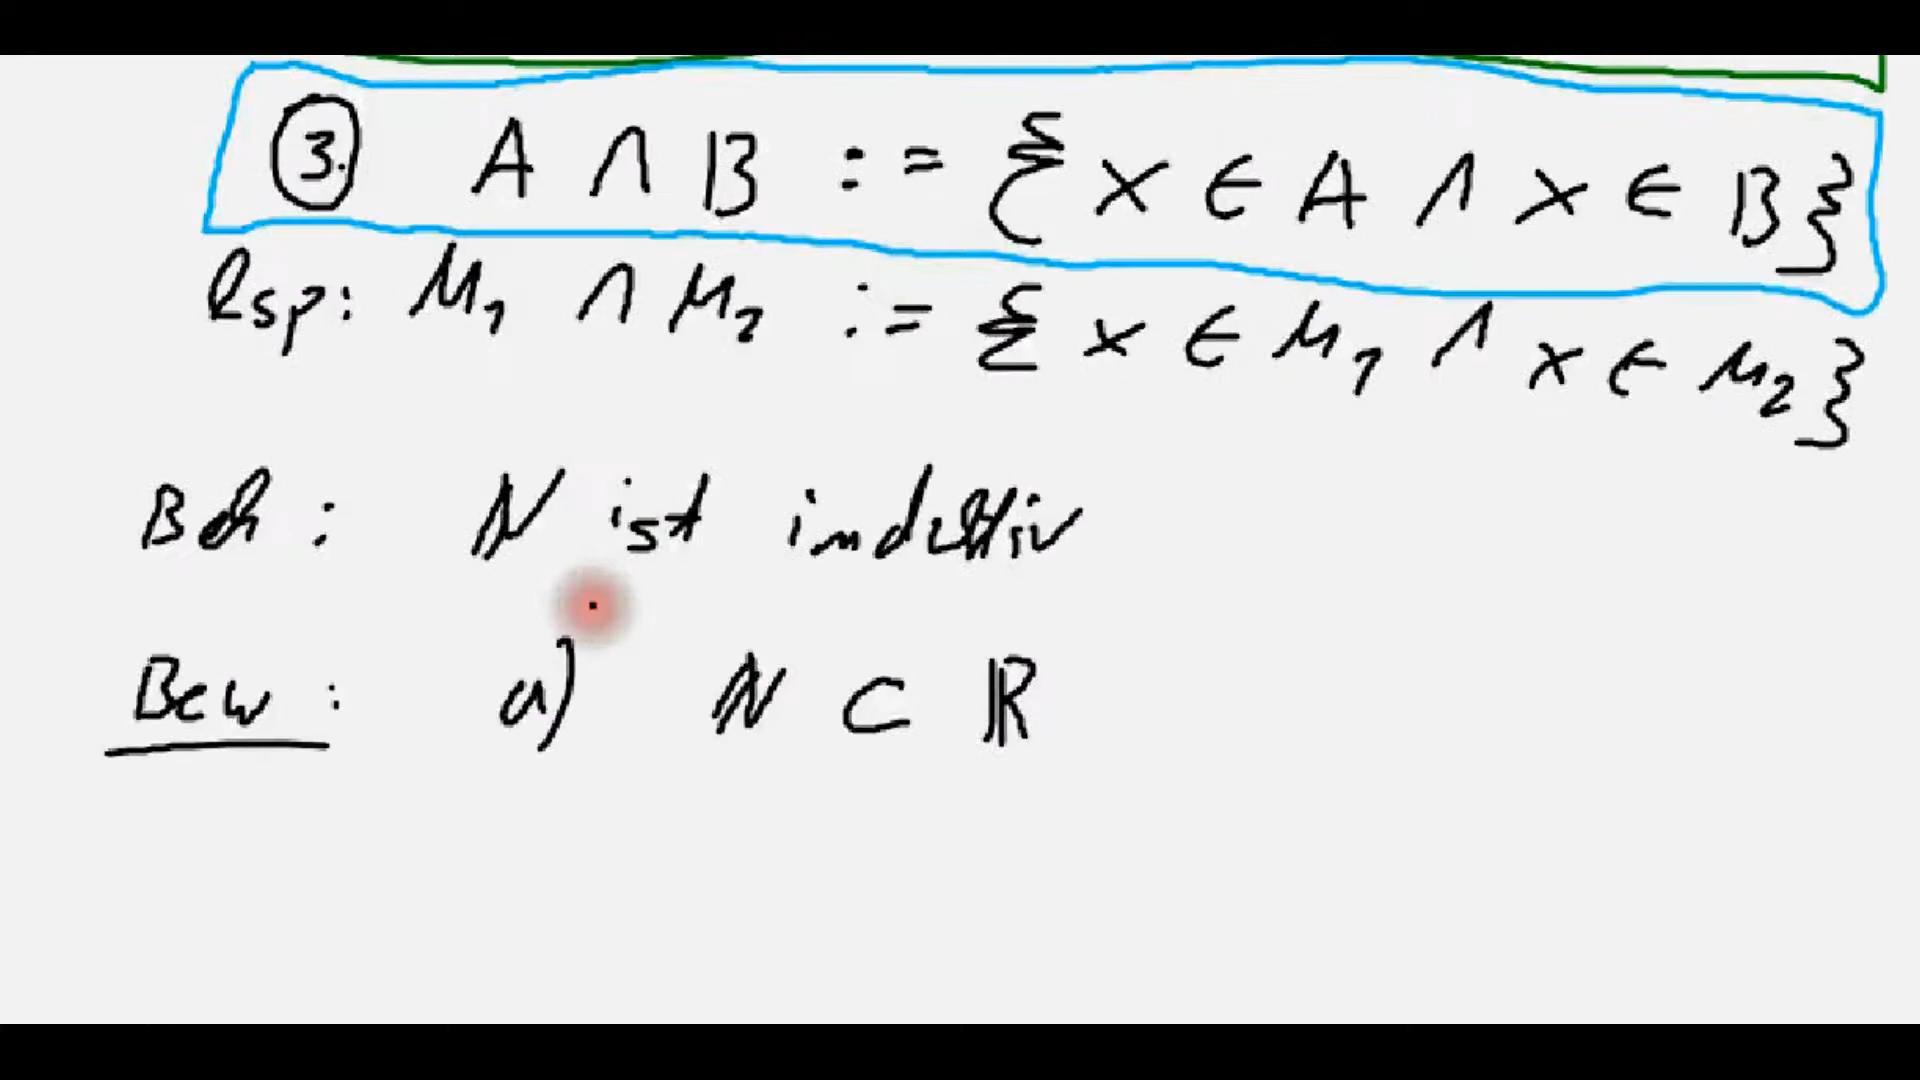 ③ A ∩ B := {x ∈ A ∧ x ∈ B}
Bsp: M₁ ∩ M₂ := {x ∈ M₁ ∧ x ∈ M₂}
Beh: ℕ ist induktiv
Bew: a) ℕ ⊂ ℝ